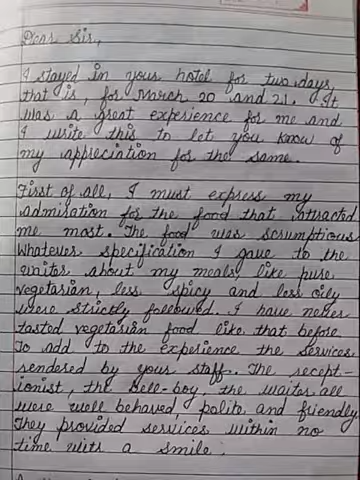 Dear Sir,
I stayed in your hotel for two days,
that is, for March 20 and 21. It
was a great experience for me and
I write this to let you know of
my appreciation for the same.
First of all, I must express my
admiration for the food that attracted
me most. The food was scrumptious
Whatever specification I gave to the
waiter about my meals like pure
vegetarian, less spicy and less oily
were strictly followed. I have never
tasted vegetarian food like that before
To add to the experience the services
rendered by your staff. The recept-
ionist, the bell-boy, the waiter all
were well behaved, polite and friendly
They provided services within no
time with a smile.